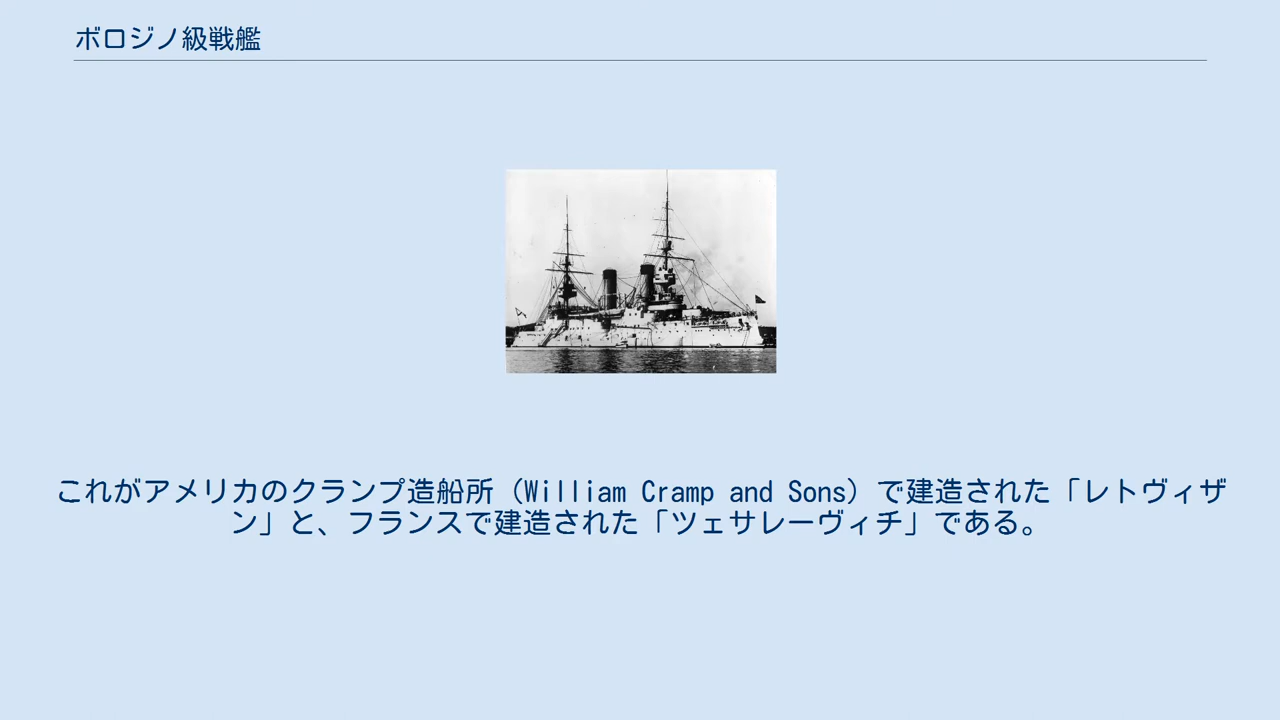 ボロジノ級戦艦
これがアメリカのクランプ造船所（William Cramp and Sons）で建造された「レトヴィザ
ン」と、フランスで建造された「ツェサレーヴィチ」である。